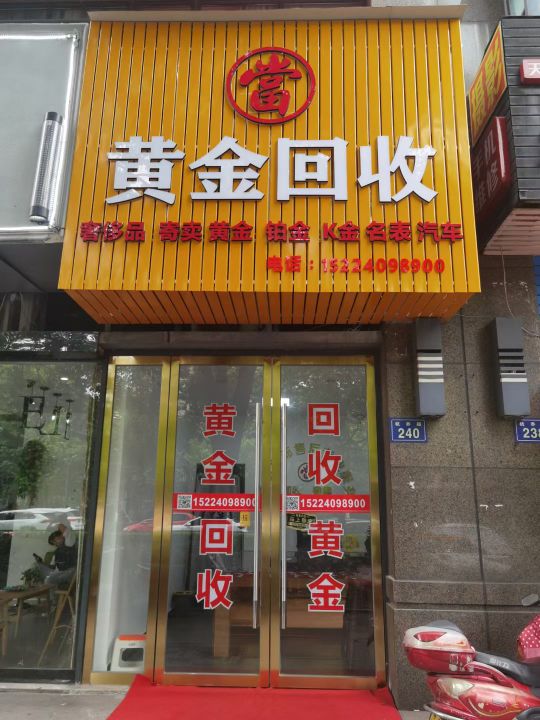 當
黄金回收
奢侈品 寄卖 黄金 铂金 K金 名表 汽车
电话：15224098900
黄金回收
15224098900
回收黄金
15224098900
240
238